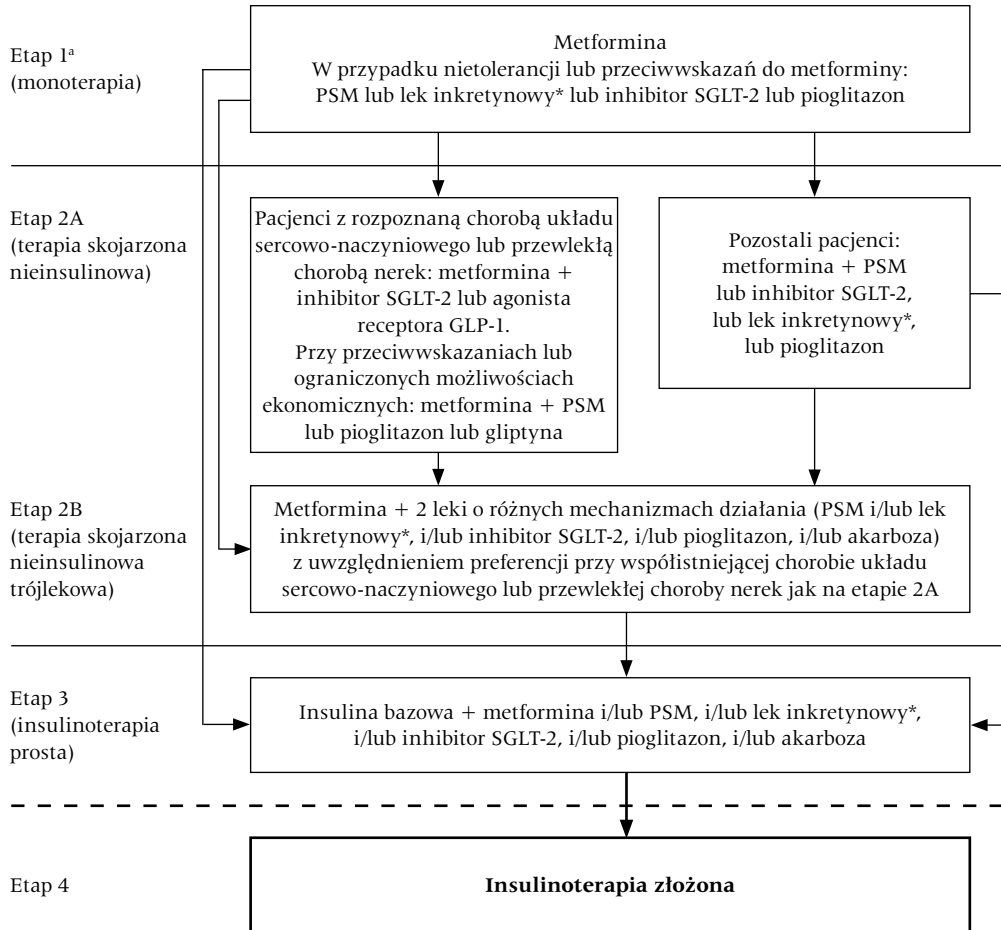 Etap 1ª
(monoterapia)
Metformina
W przypadku nietolerancji lub przeciwwskazań do metforminy:
PSM lub lek inkretynowy* lub inhibitor SGLT-2 lub pioglitazon
Etap 2A
(terapia skojarzona
nieinsulinowa)
Pacjenci z rozpoznaną chorobą układu
sercowo-naczyniowego lub przewlekłą
chorobą nerek: metformina +
inhibitor SGLT-2 lub agonista
receptora GLP-1.
Przy przeciwwskazaniach lub
ograniczonych możliwościach
ekonomicznych: metformina + PSM
lub pioglitazon lub gliptyna
Pozostali pacjenci:
metformina + PSM
lub inhibitor SGLT-2,
lub lek inkretynowy*,
lub pioglitazon
Etap 2B
(terapia skojarzona
nieinsulinowa
trójlekowa)
Metformina + 2 leki o różnych mechanizmach działania (PSM i/lub lek
inkretynowy*, i/lub inhibitor SGLT-2, i/lub pioglitazon, i/lub akarboza)
z uwzględnieniem preferencji przy współistniejącej chorobie układu
sercowo-naczyniowego lub przewlekłej choroby nerek jak na etapie 2A
Etap 3
(insulinoterapia
prosta)
Insulina bazowa + metformina i/lub PSM, i/lub lek inkretynowy*,
i/lub inhibitor SGLT-2, i/lub pioglitazon, i/lub akarboza
Etap 4
Insulinoterapia złożona